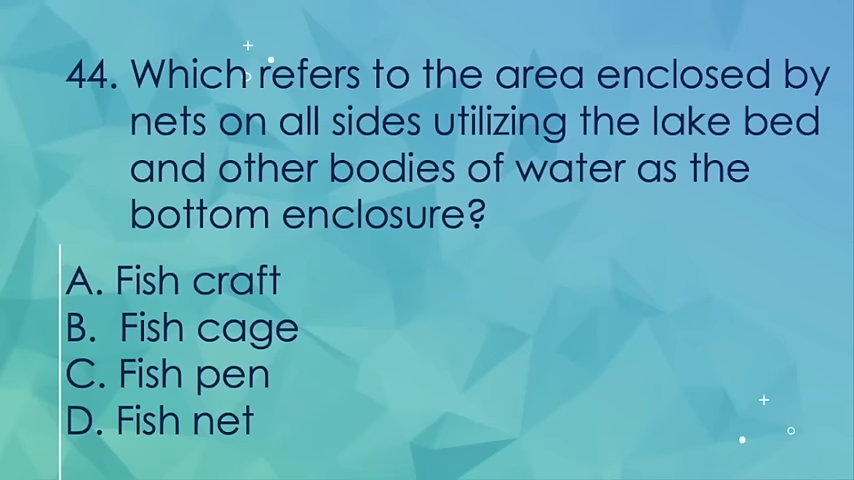 44. Which refers to the area enclosed by
nets on all sides utilizing the lake bed
and other bodies of water as the
bottom enclosure?
A. Fish craft
B. Fish cage
C. Fish pen
D. Fish net